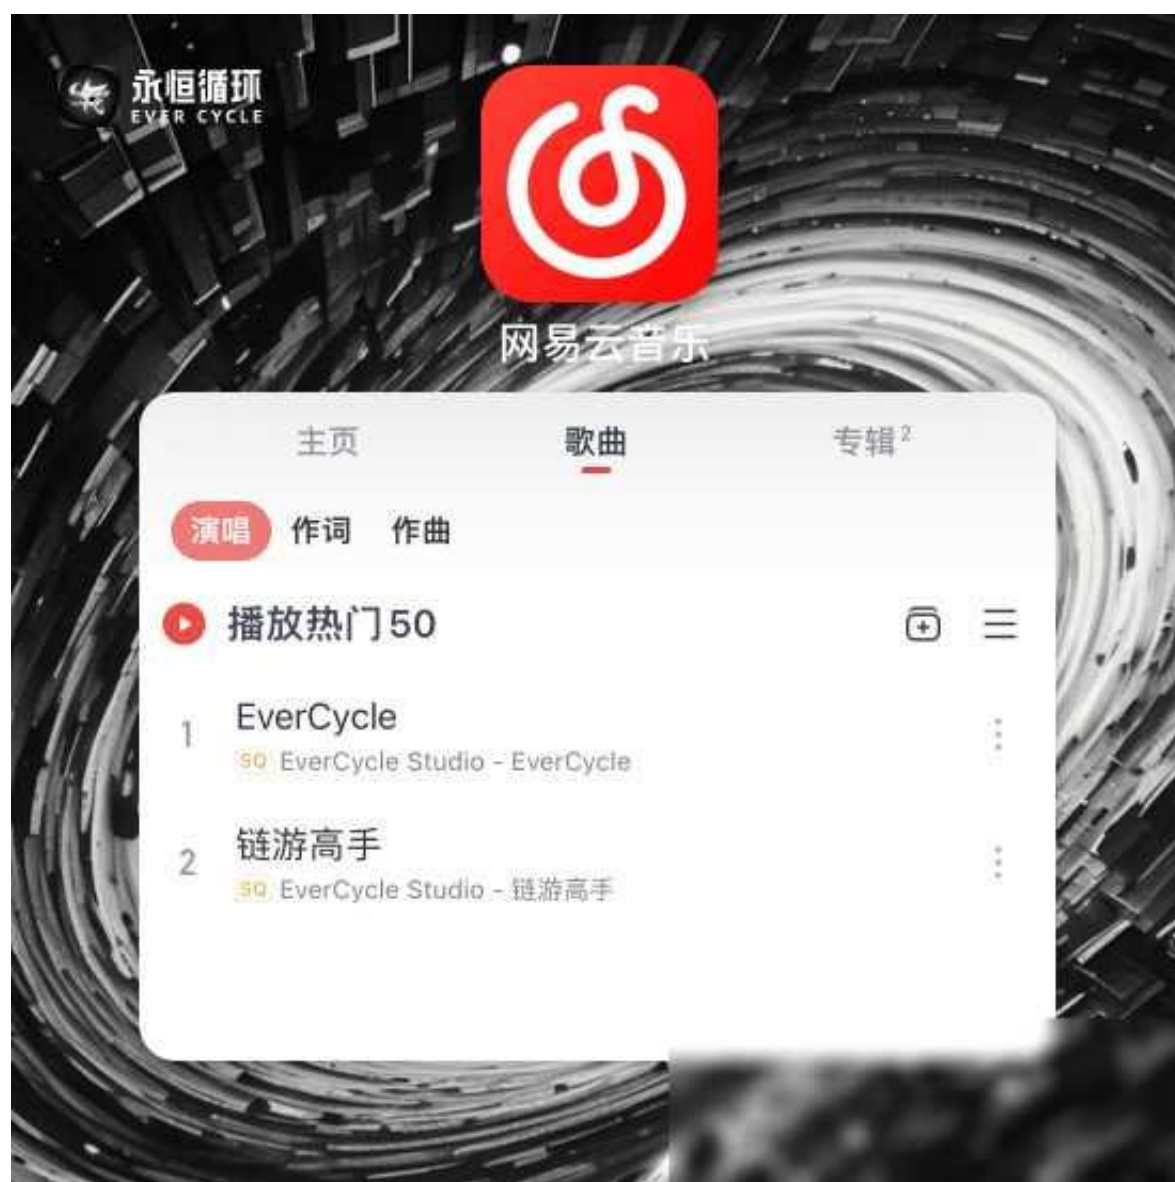 永恒循环
EVER CYCLE
网易云音乐
主页 歌曲 专辑2
演唱 作词 作曲
播放热门50
1 EverCycle
SQ EverCycle Studio - EverCycle
2 链游高手
SQ EverCycle Studio - 链游高手